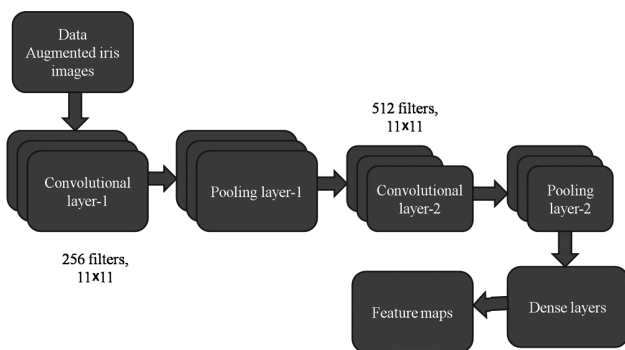 Data
Augmented iris
images
Convolutional
layer-1
256 filters,
11×11
Pooling layer-1
512 filters,
11×11
Convolutional
layer-2
Pooling
layer-2
Dense layers
Feature maps